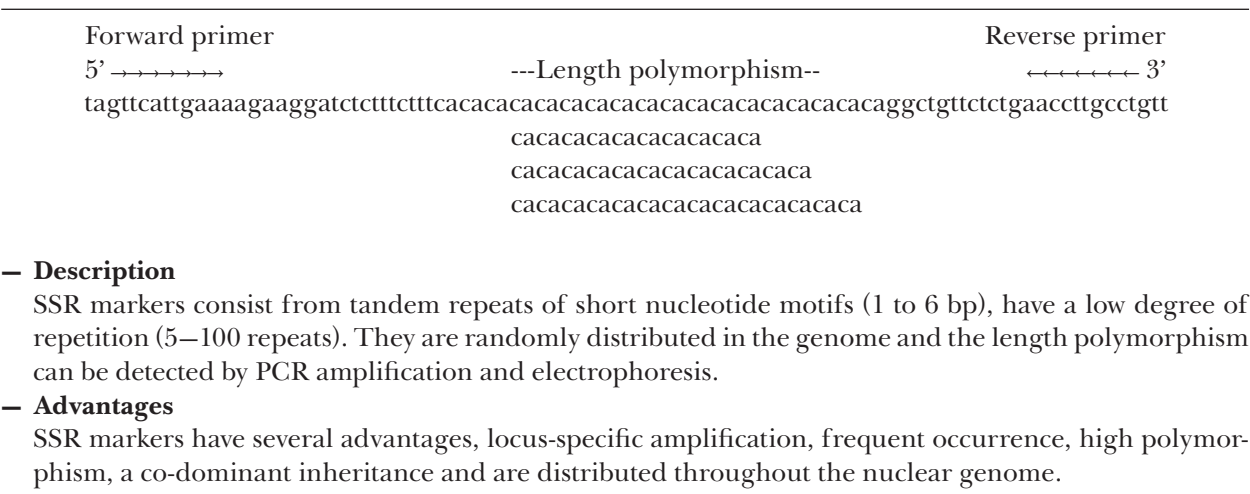 Forward primer Reverse primer
5’ →→→→→→→ ---Length polymorphism-- ←←←←←←← 3’
tagttcattgaaaagaaggatctctttctttcacacacacacacacacacacacacacacacacacaggctgttctctgaaccttgcctgtt
cacacacacacacacacaca
cacacacacacacacacacacaca
cacacacacacacacacacacacacaca
– Description
SSR markers consist from tandem repeats of short nucleotide motifs (1 to 6 bp), have a low degree of
repetition (5–100 repeats). They are randomly distributed in the genome and the length polymorphism
can be detected by PCR amplification and electrophoresis.
– Advantages
SSR markers have several advantages, locus-specific amplification, frequent occurrence, high polymor-
phism, a co-dominant inheritance and are distributed throughout the nuclear genome.